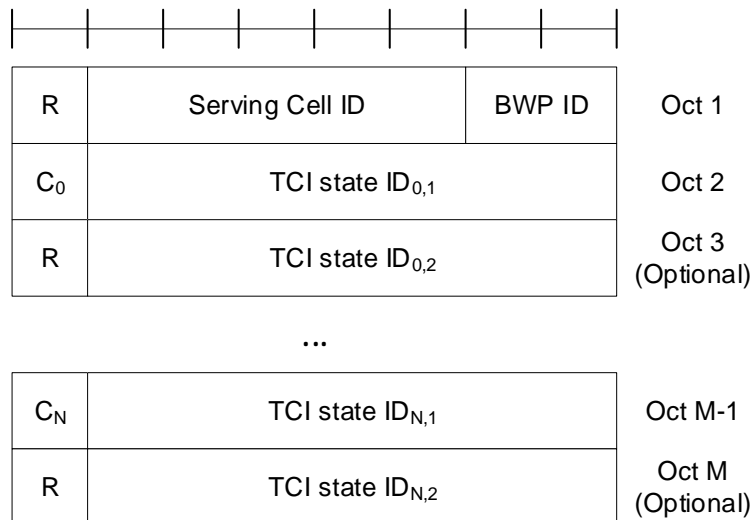 R Serving Cell ID BWP ID Oct 1
C0 TCI state ID0,1 Oct 2
R TCI state ID0,2 Oct 3
(Optional)
...
CN TCI state IDN,1 Oct M-1
R TCI state IDN,2 Oct M
(Optional)